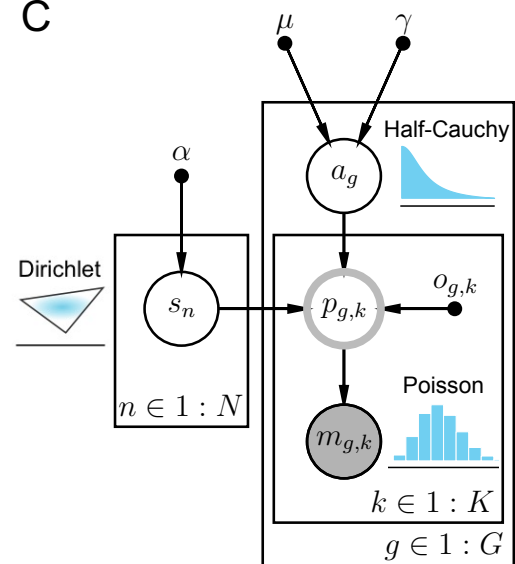 C
μ γ
Half-Cauchy
a_g
α
Dirichlet
s_n
p_{g,k}
o_{g,k}
n ∈ 1 : N
Poisson
m_{g,k}
k ∈ 1 : K
g ∈ 1 : G